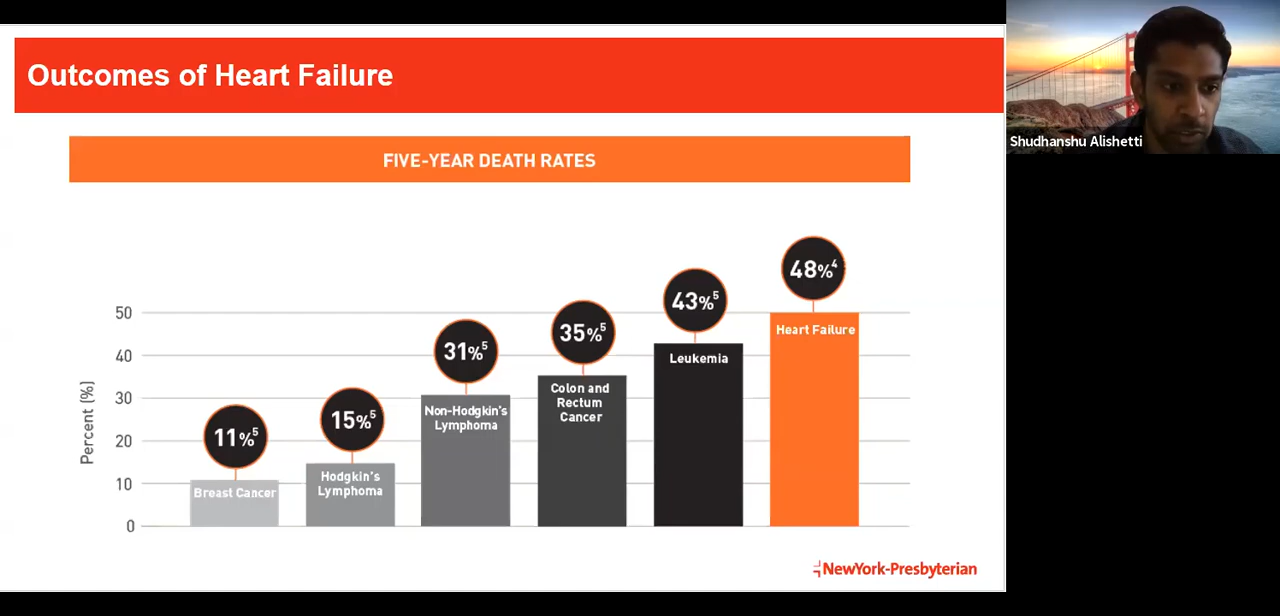 Outcomes of Heart Failure
FIVE-YEAR DEATH RATES
Percent (%)
50
40
30
20
10
0
11%5
Breast Cancer
15%5
Hodgkin's
Lymphoma
31%5
Non-Hodgkin's
Lymphoma
35%5
Colon and
Rectum
Cancer
43%5
Leukemia
48%4
Heart Failure
NewYork-Presbyterian
Shudhanshu Alishetti